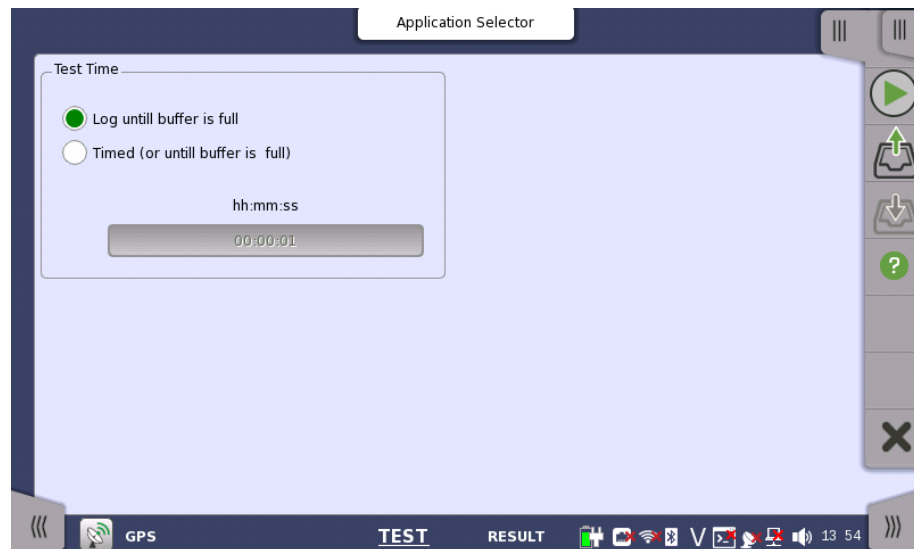 Application Selector
Test Time
Log untill buffer is full
Timed (or untill buffer is  full)
hh:mm:ss
00:00:01
GPS
TEST
RESULT
13 54